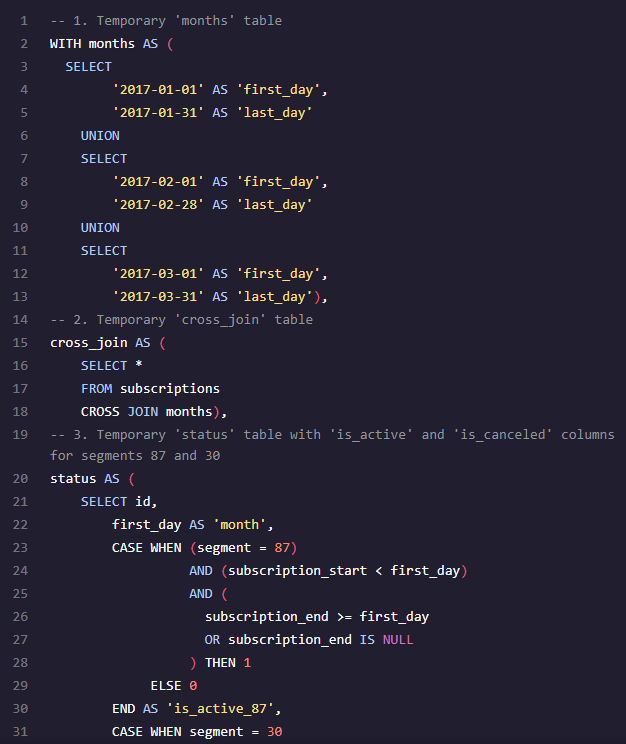 1 -- 1. Temporary 'months' table
2 WITH months AS (
3 SELECT
4 '2017-01-01' AS 'first_day',
5 '2017-01-31' AS 'last_day'
6 UNION
7 SELECT
8 '2017-02-01' AS 'first_day',
9 '2017-02-28' AS 'last_day'
10 UNION
11 SELECT
12 '2017-03-01' AS 'first_day',
13 '2017-03-31' AS 'last_day'),
14 -- 2. Temporary 'cross_join' table
15 cross_join AS (
16 SELECT *
17 FROM subscriptions
18 CROSS JOIN months),
19 -- 3. Temporary 'status' table with 'is_active' and 'is_canceled' columns
for segments 87 and 30
20 status AS (
21 SELECT id,
22 first_day AS 'month',
23 CASE WHEN (segment = 87)
24 AND (subscription_start < first_day)
25 AND (
26 subscription_end >= first_day
27 OR subscription_end IS NULL
28 ) THEN 1
29 ELSE 0
30 END AS 'is_active_87',
31 CASE WHEN segment = 30